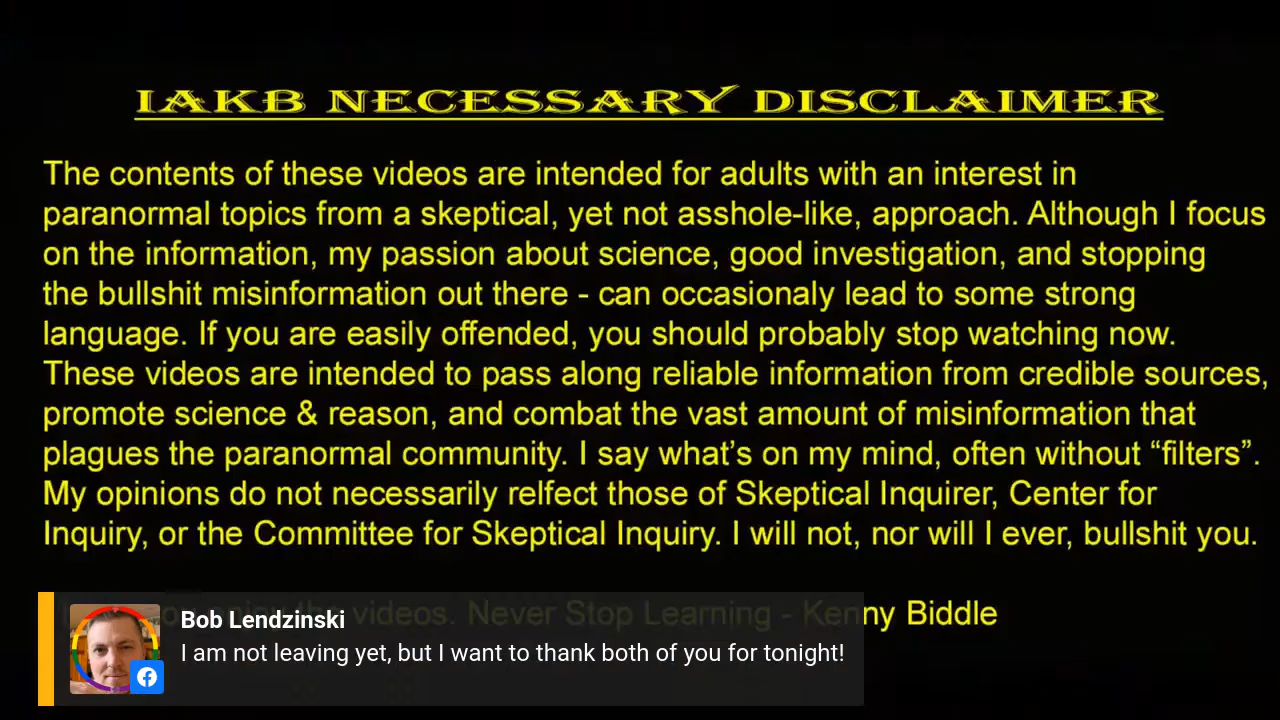 IAKB NECESSARY DISCLAIMER
The contents of these videos are intended for adults with an interest in
paranormal topics from a skeptical, yet not asshole-like, approach. Although I focus
on the information, my passion about science, good investigation, and stopping
the bullshit misinformation out there - can occasionaly lead to some strong
language. If you are easily offended, you should probably stop watching now.
These videos are intended to pass along reliable information from credible sources,
promote science & reason, and combat the vast amount of misinformation that
plagues the paranormal community. I say what’s on my mind, often without “filters”.
My opinions do not necessarily relfect those of Skeptical Inquirer, Center for
Inquiry, or the Committee for Skeptical Inquiry. I will not, nor will I ever, bullshit you.
videos. Never Stop Learning - Kenny Biddle
Bob Lendzinski
I am not leaving yet, but I want to thank both of you for tonight!